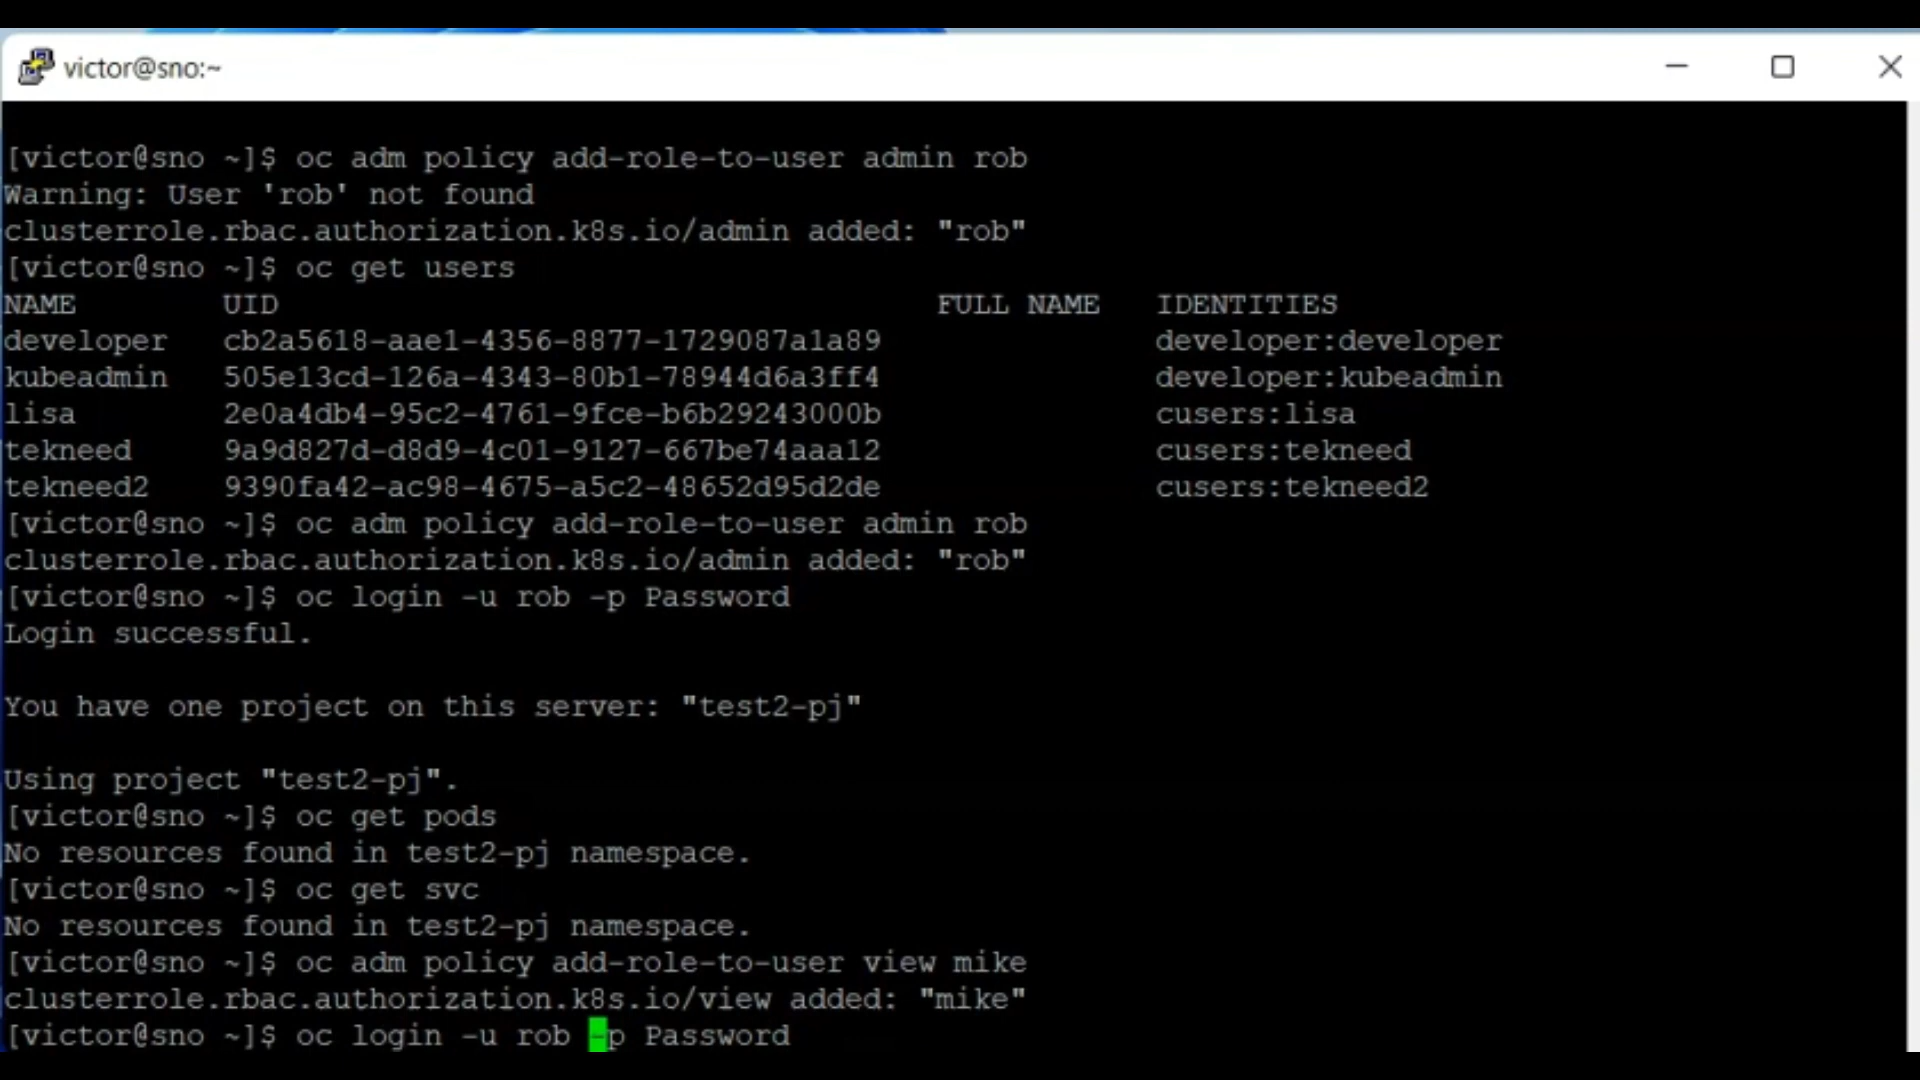 victor@sno:~
[victor@sno ~]$ oc adm policy add-role-to-user admin rob
Warning: User 'rob' not found
clusterrole.rbac.authorization.k8s.io/admin added: "rob"
[victor@sno ~]$ oc get users
NAME UID FULL NAME IDENTITIES
developer cb2a5618-aae1-4356-8877-1729087a1a89 developer:developer
kubeadmin 505e13cd-126a-4343-80b1-78944d6a3ff4 developer:kubeadmin
lisa 2e0a4db4-95c2-4761-9fce-b6b29243000b cusers:lisa
tekneed 9a9d827d-d8d9-4c01-9127-667be74aaa12 cusers:tekneed
tekneed2 9390fa42-ac98-4675-a5c2-48652d95d2de cusers:tekneed2
[victor@sno ~]$ oc adm policy add-role-to-user admin rob
clusterrole.rbac.authorization.k8s.io/admin added: "rob"
[victor@sno ~]$ oc login -u rob -p Password
Login successful.
You have one project on this server: "test2-pj"
Using project "test2-pj".
[victor@sno ~]$ oc get pods
No resources found in test2-pj namespace.
[victor@sno ~]$ oc get svc
No resources found in test2-pj namespace.
[victor@sno ~]$ oc adm policy add-role-to-user view mike
clusterrole.rbac.authorization.k8s.io/view added: "mike"
[victor@sno ~]$ oc login -u rob -p Password